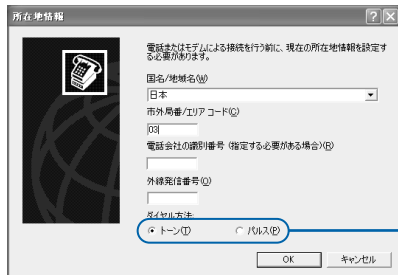 所在地情報
電話またはモデムによる接続を行う前に、現在の所在地情報を設定す
る必要があります。
国名/地域名(W)
日本
市外局番/エリア コード(C)
03
電話会社の識別番号 (指定する必要がある場合)(R)
外線発信番号(O)
ダイヤル方法:
トーン(T) パルス(P)
OK キャンセル